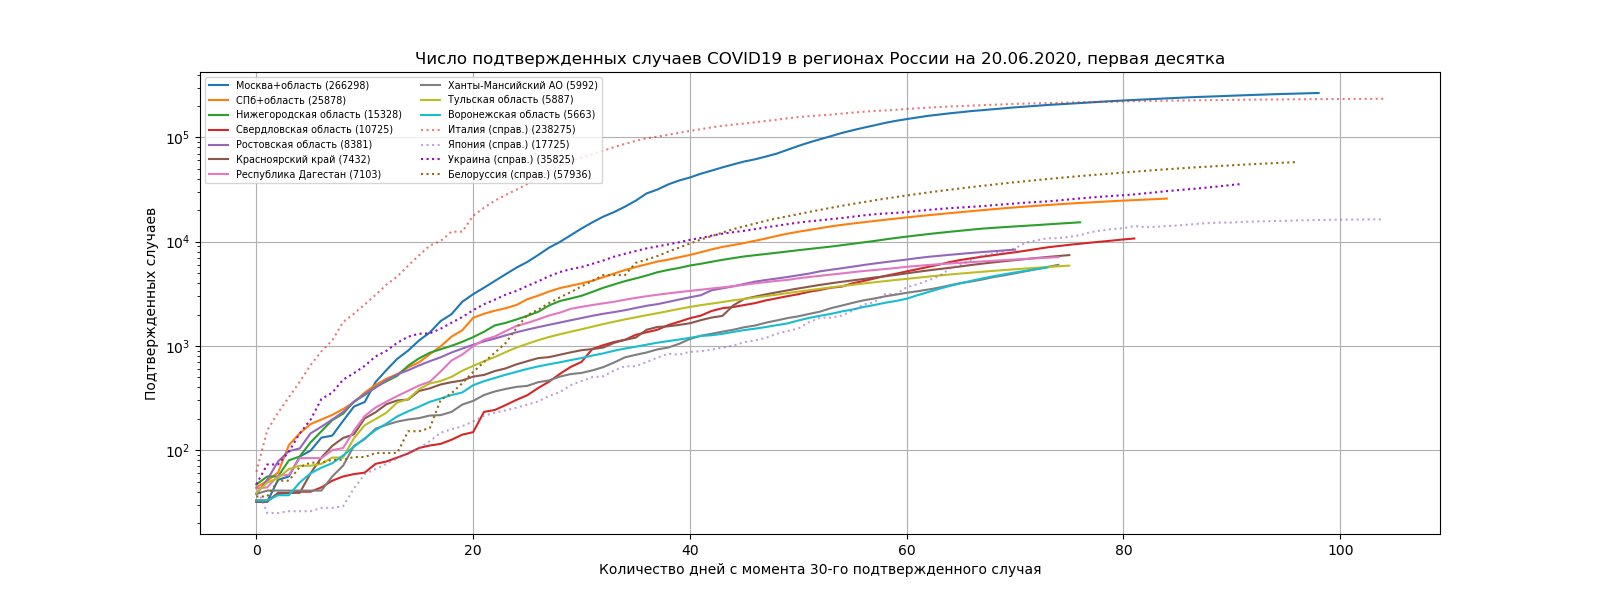 Число подтвержденных случаев COVID19 в регионах России на 20.06.2020, первая десятка
Москва+область (266298)
СПб+область (25878)
Нижегородская область (15328)
Свердловская область (10725)
Ростовская область (8381)
Красноярский край (7432)
Республика Дагестан (7103)
Ханты-Мансийский АО (5992)
Тульская область (5887)
Воронежская область (5663)
Италия (справ.) (238275)
Япония (справ.) (17725)
Украина (справ.) (35825)
Белоруссия (справ.) (57936)
Подтвержденных случаев
10⁵
10⁴
10³
10²
0 20 40 60 80 100
Количество дней с момента 30-го подтвержденного случая